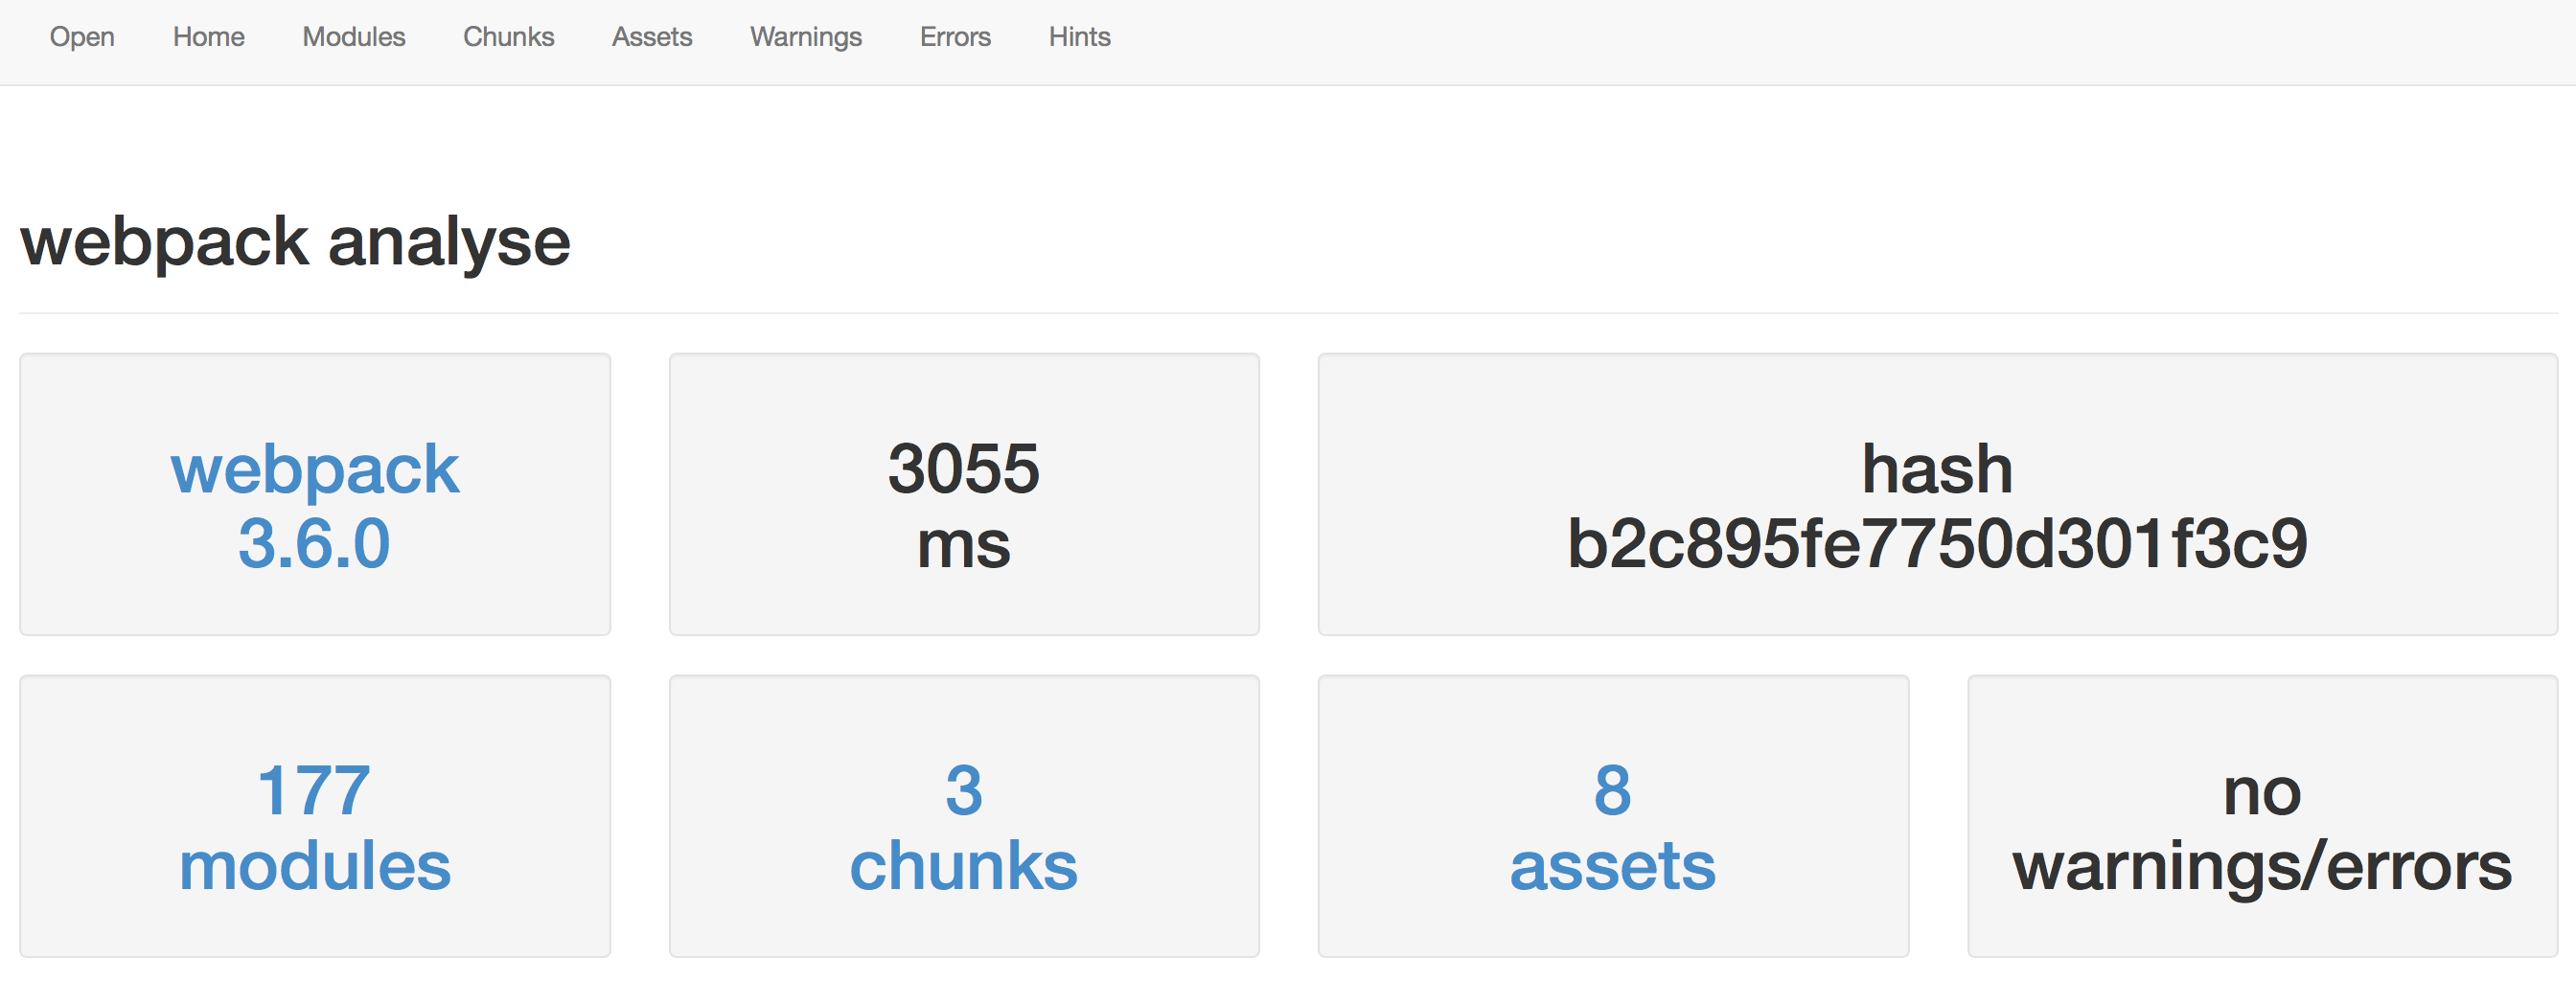 Open Home Modules Chunks Assets Warnings Errors Hints
webpack analyse
webpack
3.6.0
3055
ms
hash
b2c895fe7750d301f3c9
177
modules
3
chunks
8
assets
no
warnings/errors